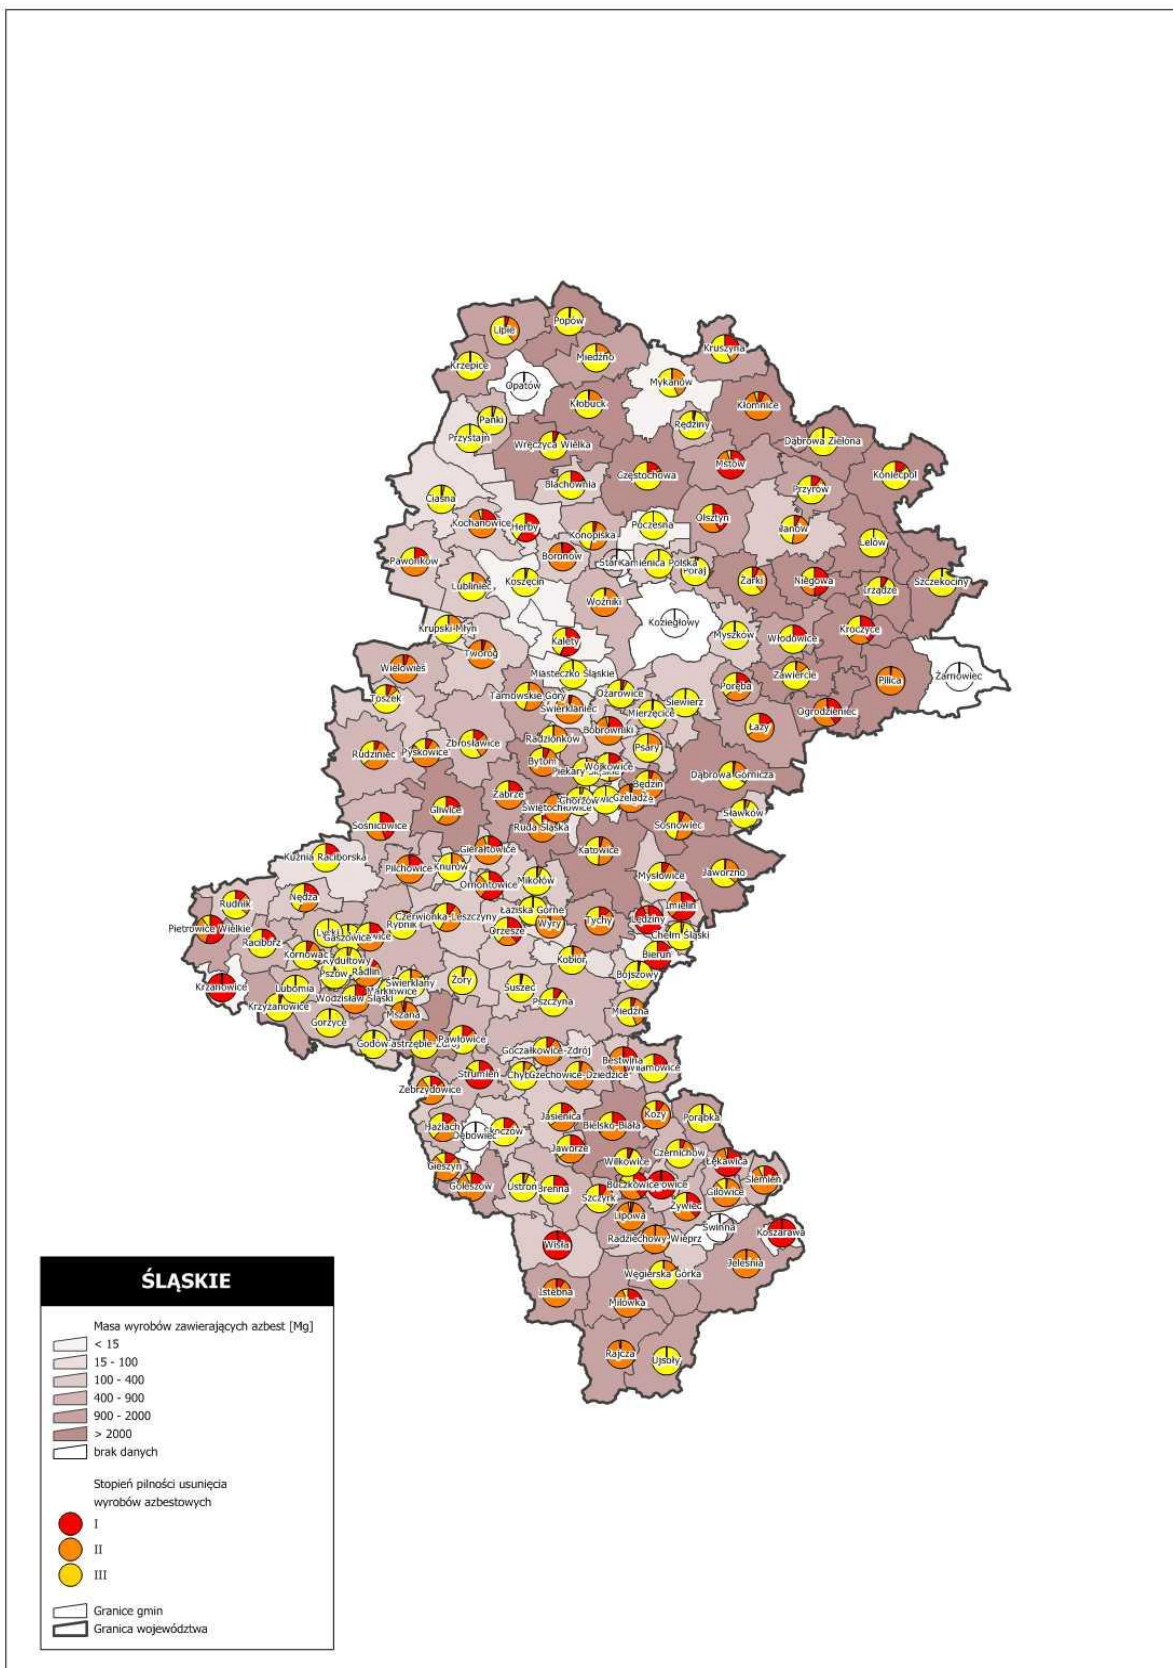 Popów
Lipie
Kruszyna
Miedźno
Krzepice
Mykanów
Opatów
Kłobuck
Kłomnice
Panki
Rędziny
Przystajń
Wręczyca Wielka
Dąbrowa Zielona
Mstów
Koniecpol
Częstochowa
Blachownia
Przyrów
Ciasna
Olsztyn
Kochanowice
Herby
Poczesna
Janów
Konopiska
Lelów
Boronów
Kamienica Polska
Pawonków
Poraj
Koszęcin
Żarki
Niegowa
Szczekociny
Irządze
Lubliniec
Woźniki
Koziegłowy
Krupski Młyn
Myszków
Włodowice
Kroczyce
Kalety
Tworóg
Wielowieś
Miasteczko Śląskie
Zawiercie
Żarnowiec
Pilica
Poręba
Toszek
Tarnowskie Góry
Ożarowice
Siewierz
Świerklaniec
Mierzęcice
Ogrodzieniec
Bobrowniki
Łazy
Radzionków
Zbrosławice
Psary
Rudziniec
Pyskowice
Bytom
Wojkowice
Dąbrowa Górnicza
Będzin
Zabrze
Czeladź
Chorzów
Świętochłowice
Gliwice
Sławków
Sośnicowice
Ruda Śląska
Sosnowiec
Gierałtowice
Katowice
Kuźnia Raciborska
Pilchowice
Knurów
Mysłowice
Jaworzno
Mikołów
Ornontowice
Nędza
Rudnik
Imielin
Łaziska Górne
Czerwionka-Leszczyny
Lędziny
Tychy
Pietrowice Wielkie
Rybnik
Wyry
Orzesze
Chełm Śląski
Racibórz
Gaszowice
Kornowac
Bieruń
Rydułtowy
Kobiór
Radlin
Pszów
Bojszowy
Świerklany
Żory
Krzanowice
Lubomia
Suszec
Wodzisław Śląski
Pszczyna
Krzyżanowice
Mszana
Miedźna
Gorzyce
Godów
Pawłowice
Goczałkowice-Zdrój
Bestwina
Wilamowice
Strumień
Czechowice-Dziedzice
Zebrzydowice
Jasienica
Kozy
Porąbka
Hażlach
Bielsko-Biała
Dębowiec
Jaworze
Czernichów
Wilkowice
Łękawica
Goleszów
Ustroń
Brenna
Buczkowice
Ślemień
Szczyrk
Gilowice
Żywiec
Lipowa
Świnna
Koszarawa
Radziechowy-Wieprz
Wisła
Jeleśnia
Węgierska Górka
Istebna
Milówka
Rajcza
Ujsoły
ŚLĄSKIE
Masa wyrobów zawierających azbest [Mg]
< 15
15 - 100
100 - 400
400 - 900
900 - 2000
> 2000
brak danych
Stopień pilności usunięcia
wyrobów azbestowych
I
II
III
Granice gmin
Granica województwa